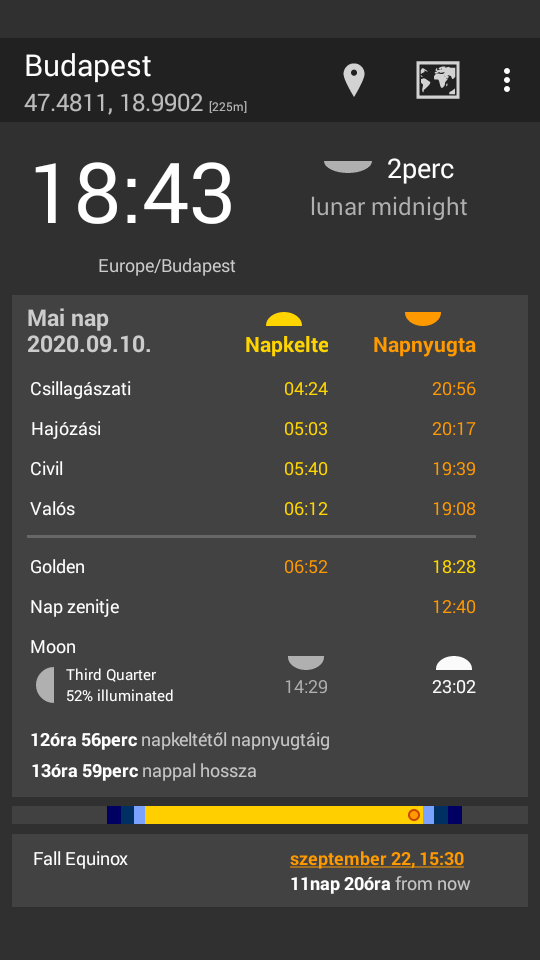 Budapest
47.4811, 18.9902 [225m]
18:43
2perc
lunar midnight
Europe/Budapest
Mai nap
2020.09.10.
Napkelte Napnyugta
Csillagászati 04:24 20:56
Hajózási 05:03 20:17
Civil 05:40 19:39
Valós 06:12 19:08
Golden 06:52 18:28
Nap zenitje 12:40
Moon
Third Quarter
52% illuminated
14:29 23:02
12óra 56perc napkeltétől napnyugtáig
13óra 59perc nappal hossza
Fall Equinox szeptember 22, 15:30
11nap 20óra from now